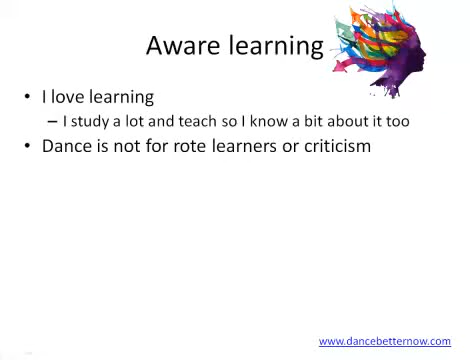 Aware learning
• I love learning
– I study a lot and teach so I know a bit about it too
• Dance is not for rote learners or criticism
www.dancebetternow.com